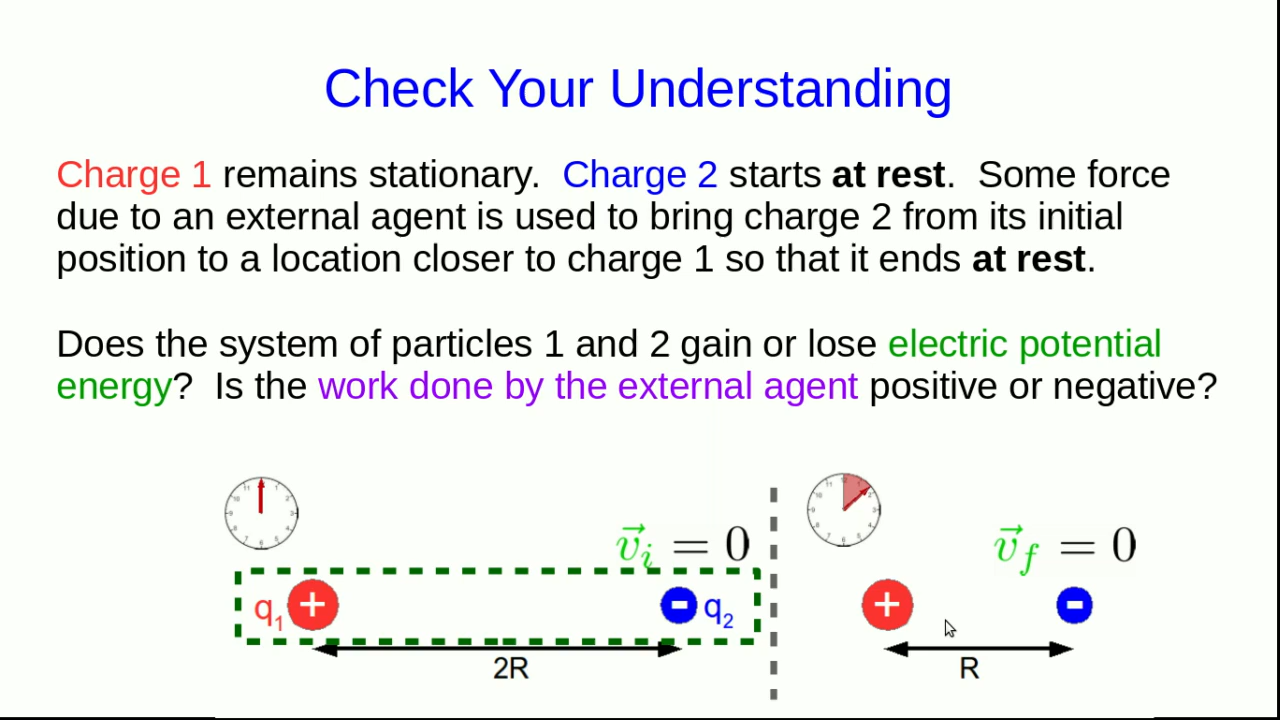 Check Your Understanding
Charge 1 remains stationary.  Charge 2 starts at rest.  Some force
due to an external agent is used to bring charge 2 from its initial
position to a location closer to charge 1 so that it ends at rest.
Does the system of particles 1 and 2 gain or lose electric potential
energy?  Is the work done by the external agent positive or negative?
v⃗ᵢ = 0
v⃗_f = 0
q₁ + - q₂
+ -
2R
R